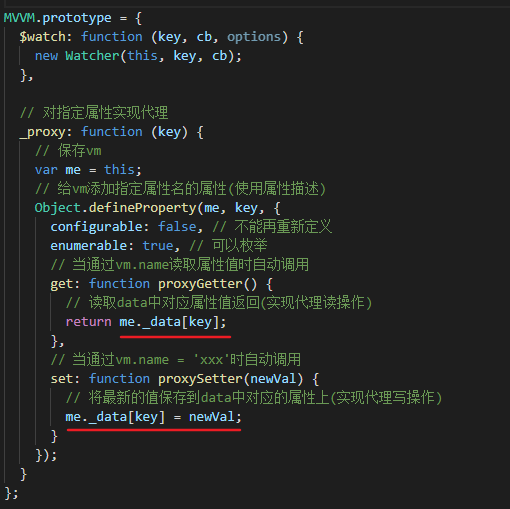 MVVM.prototype = {
  $watch: function (key, cb, options) {
    new Watcher(this, key, cb);
  },

  // 对指定属性实现代理
  _proxy: function (key) {
    // 保存vm
    var me = this;
    // 给vm添加指定属性名的属性(使用属性描述)
    Object.defineProperty(me, key, {
      configurable: false, // 不能再重新定义
      enumerable: true, // 可以枚举
      // 当通过vm.name读取属性值时自动调用
      get: function proxyGetter() {
        // 读取data中对应属性值返回(实现代理读操作)
        return me._data[key];
      },
      // 当通过vm.name = 'xxx'时自动调用
      set: function proxySetter(newVal) {
        // 将最新的值保存到data中对应的属性上(实现代理写操作)
        me._data[key] = newVal;
      }
    });
  }
};